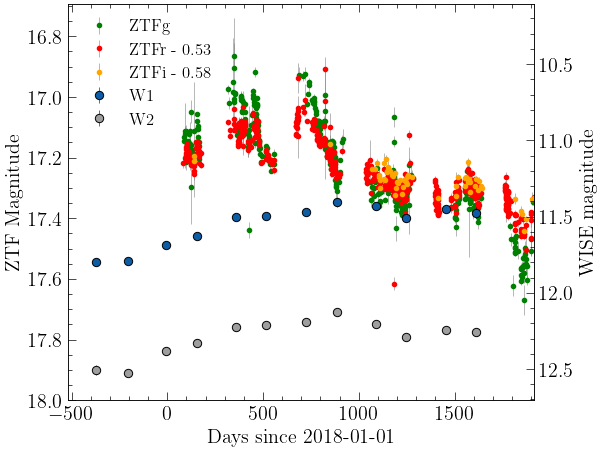 ZTFg
ZTFr - 0.53
ZTFi - 0.58
W1
W2
16.8
17.0
17.2
17.4
17.6
17.8
18.0
ZTF Magnitude
10.5
11.0
11.5
12.0
12.5
WISE magnitude
−500
0
500
1000
1500
Days since 2018-01-01